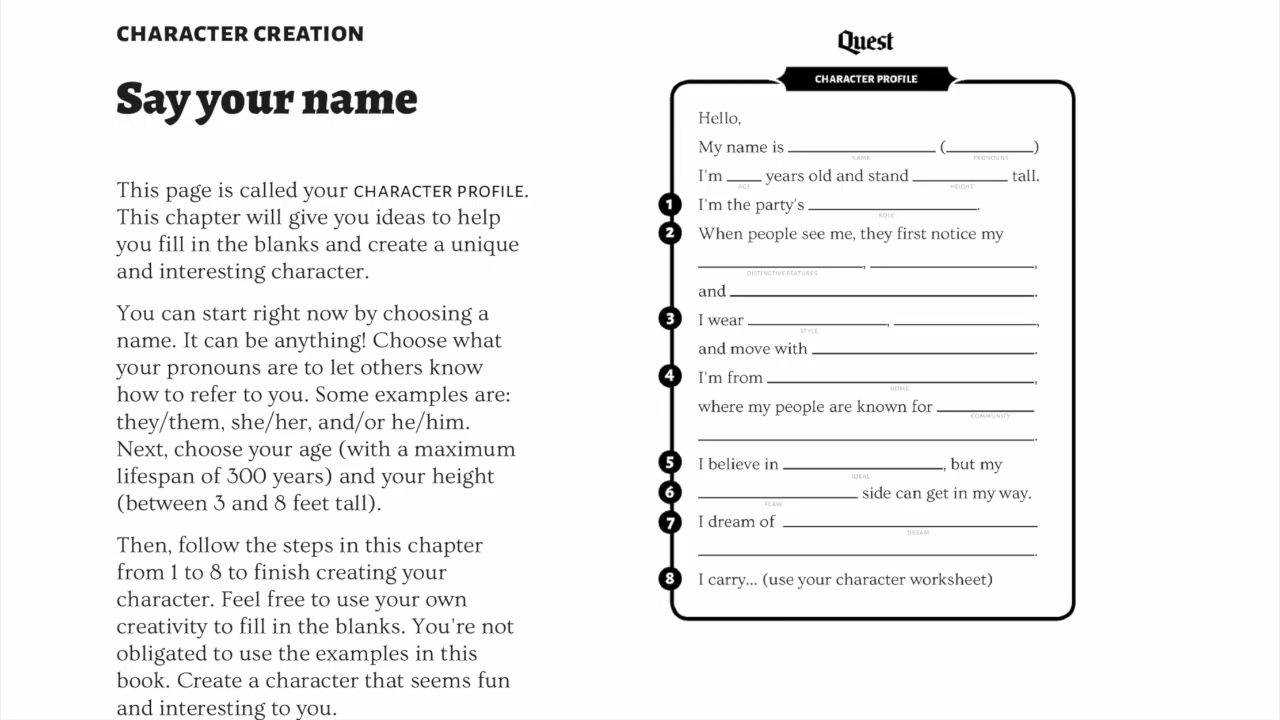 CHARACTER CREATION
Say your name
This page is called your CHARACTER PROFILE.
This chapter will give you ideas to help
you fill in the blanks and create a unique
and interesting character.
You can start right now by choosing a
name. It can be anything! Choose what
your pronouns are to let others know
how to refer to you. Some examples are:
they/them, she/her, and/or he/him.
Next, choose your age (with a maximum
lifespan of 300 years) and your height
(between 3 and 8 feet tall).
Then, follow the steps in this chapter
from 1 to 8 to finish creating your
character. Feel free to use your own
creativity to fill in the blanks. You're not
obligated to use the examples in this
book. Create a character that seems fun
and interesting to you.
Quest
CHARACTER PROFILE
Hello,
My name is ( )
NAME PRONOUNS
I'm years old and stand tall.
AGE HEIGHT
1 I'm the party's .
ROLE
2 When people see me, they first notice my
, ,
DISTINCTIVE FEATURES
and .
3 I wear , ,
STYLE
and move with .
4 I'm from ,
HOME
where my people are known for
COMMUNITY
.
5 I believe in , but my
IDEAL
6 side can get in my way.
FLAW
7 I dream of
DREAM
.
8 I carry... (use your character worksheet)